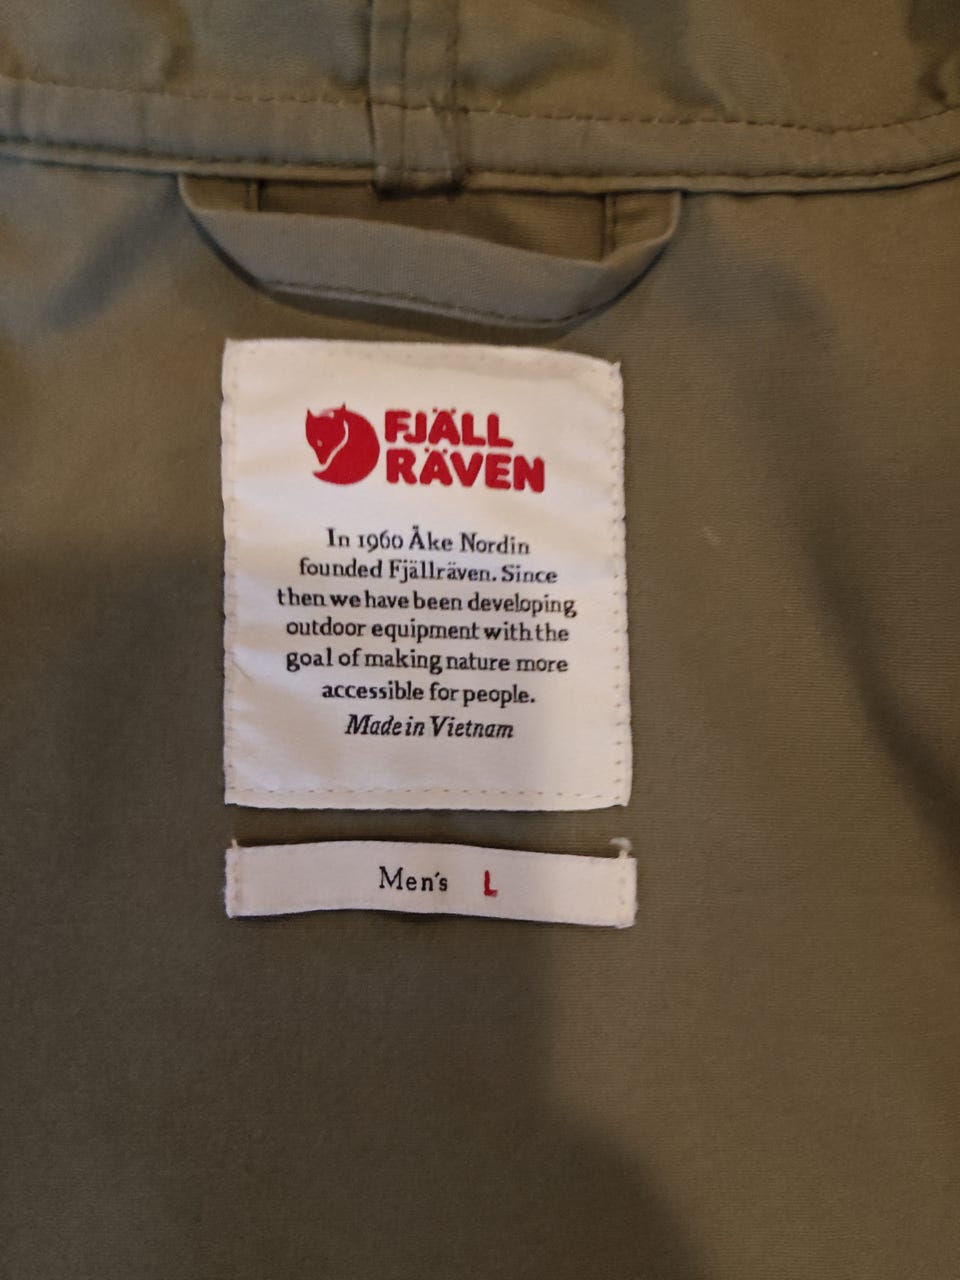 FJÄLL
RÄVEN
In 1960 Åke Nordin
founded Fjällräven. Since
then we have been developing
outdoor equipment with the
goal of making nature more
accessible for people.
Made in Vietnam
Men's L